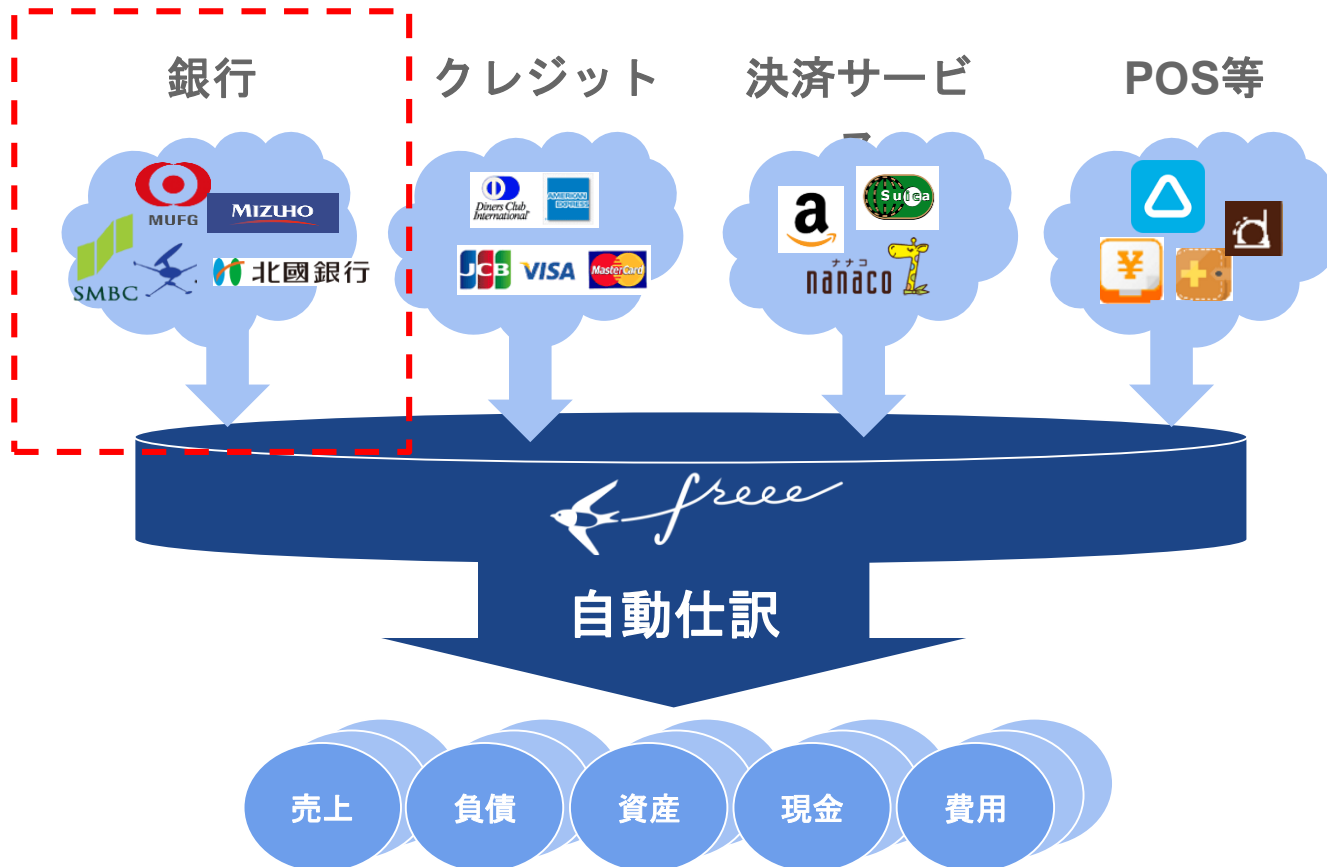 銀行
クレジット
決済サービ
ス
POS等
MUFG
MIZUHO
SMBC
北國銀行
Diners Club
International®
AMERICAN
EXPRESS
JCB
VISA
MasterCard
a
Suica
ナナコ
nanaco
¥
freee
自動仕訳
売上
負債
資産
現金
費用